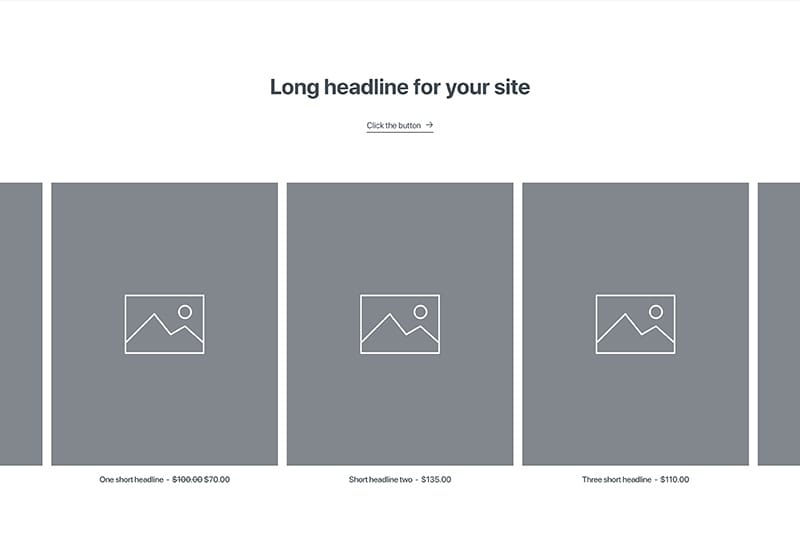 Long headline for your site
Click the button →
One short headline - $100.00 $70.00
Short headline two - $135.00
Three short headline - $110.00